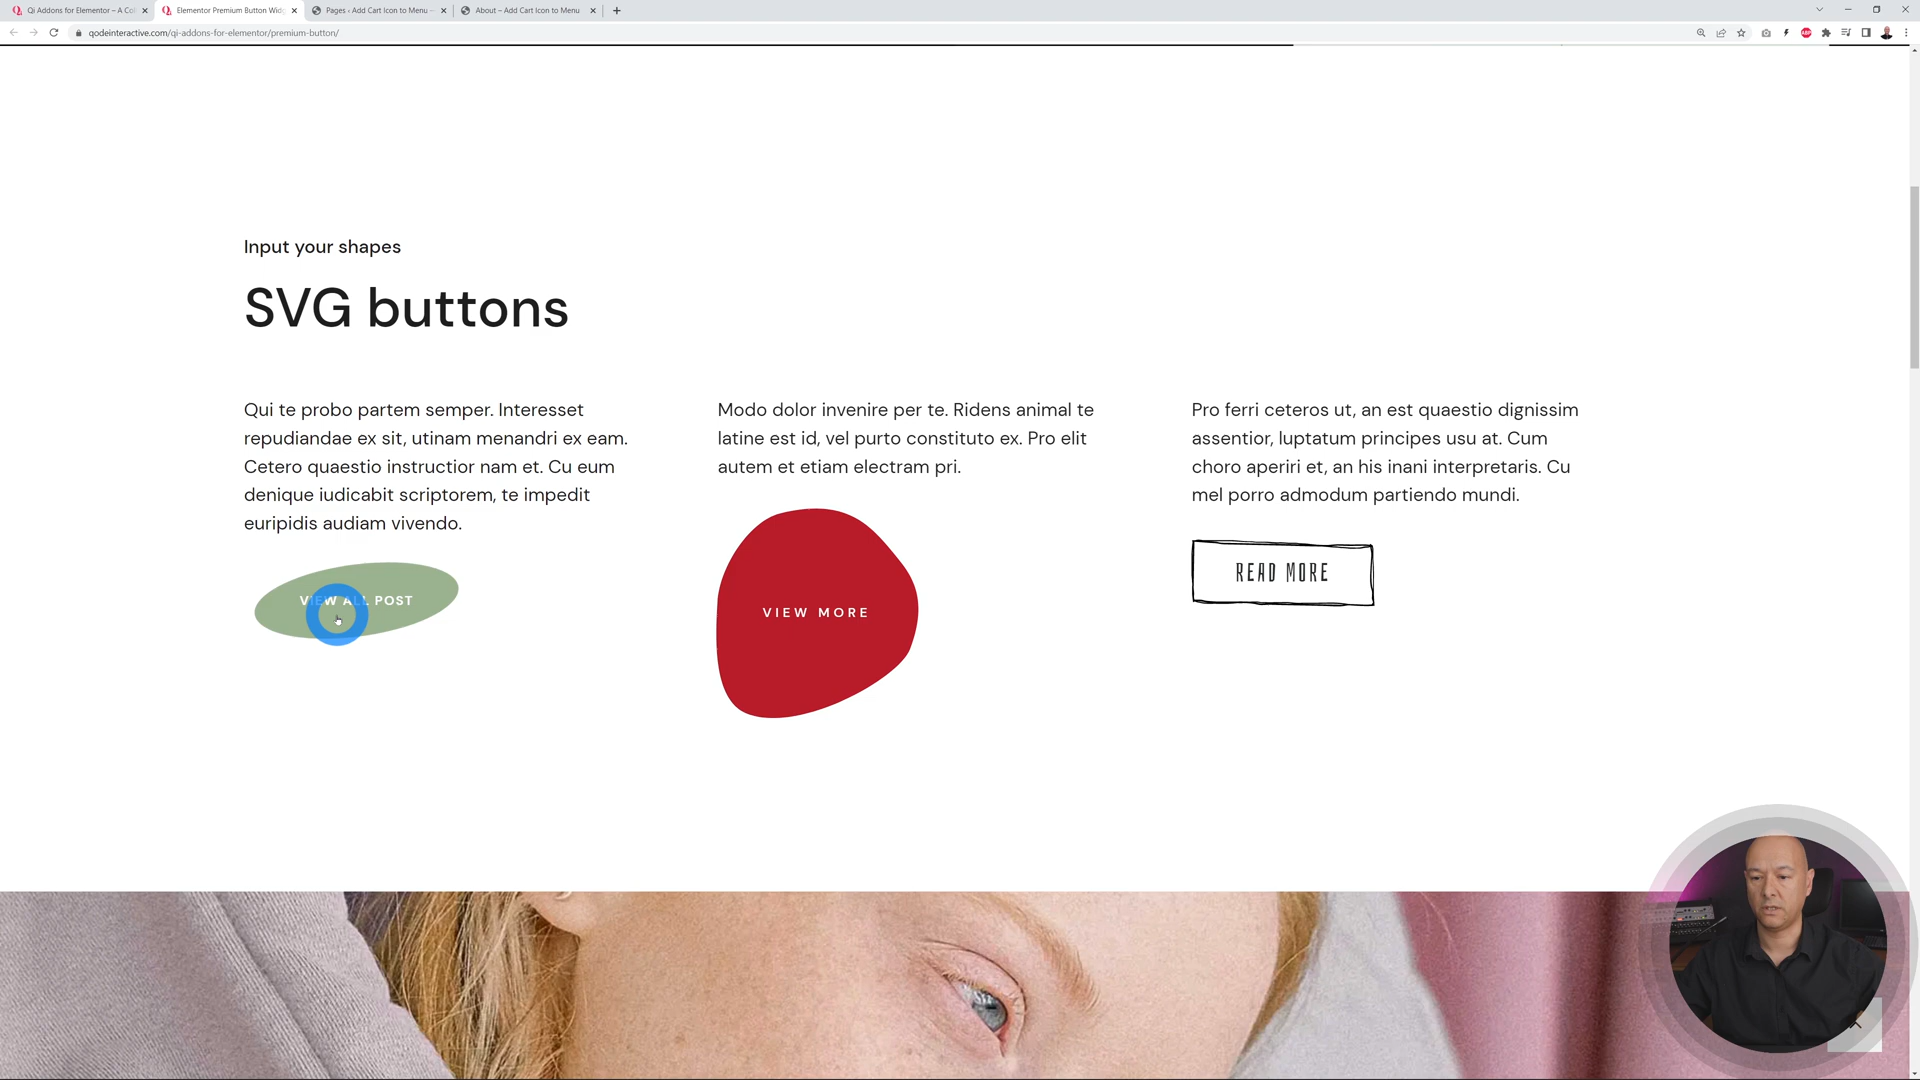 Qi Addons for Elementor – A Col
Elementor Premium Button Widg
Pages ‹ Add Cart Icon to Menu —
About – Add Cart Icon to Menu
qodeinteractive.com/qi-addons-for-elementor/premium-button/
ABP
Input your shapes
SVG buttons
Qui te probo partem semper. Interesset
repudiandae ex sit, utinam menandri ex eam.
Cetero quaestio instructior nam et. Cu eum
denique iudicabit scriptorem, te impedit
euripidis audiam vivendo.
VIEW ALL POST
Modo dolor invenire per te. Ridens animal te
latine est id, vel purto constituto ex. Pro elit
autem et etiam electram pri.
VIEW MORE
Pro ferri ceteros ut, an est quaestio dignissim
assentior, luptatum principes usu at. Cum
choro aperiri et, an his inani interpretaris. Cu
mel porro admodum partiendo mundi.
READ MORE